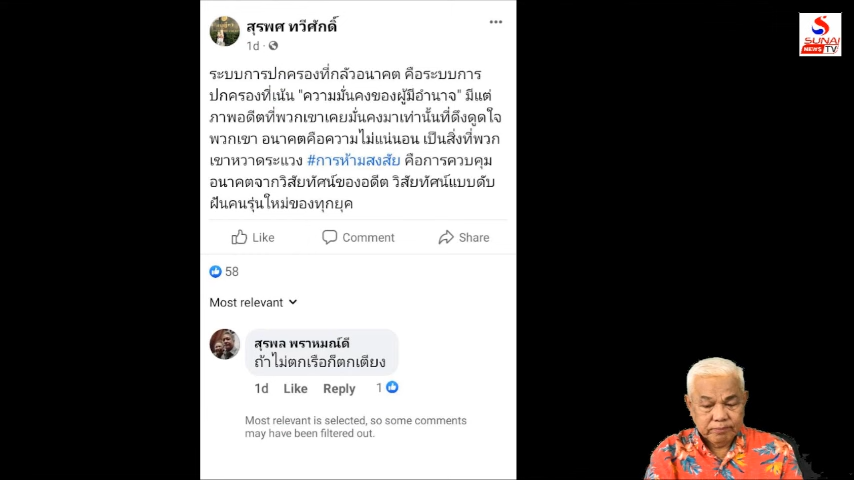 สุรพศ ทวีศักดิ์
1d
ระบบการปกครองที่กลัวอนาคต คือระบบการ
ปกครองที่เน้น "ความมั่นคงของผู้มีอำนาจ" มีแต่
ภาพอดีตที่พวกเขาเคยมั่นคงมาเท่านั้นที่ดึงดูดใจ
พวกเขา อนาคตคือความไม่แน่นอน เป็นสิ่งที่พวก
เขาหวาดระแวง #การห้ามสงสัย คือการควบคุม
อนาคตจากวิสัยทัศน์ของอดีต วิสัยทัศน์แบบดับ
ฝันคนรุ่นใหม่ของทุกยุค
Like Comment Share
58
Most relevant
สุรพล พราหมณ์ดี
ถ้าไม่ตกเรือก็ตกเตียง
1d Like Reply 1
Most relevant is selected, so some comments
may have been filtered out.
SUNAI
NEWS TV